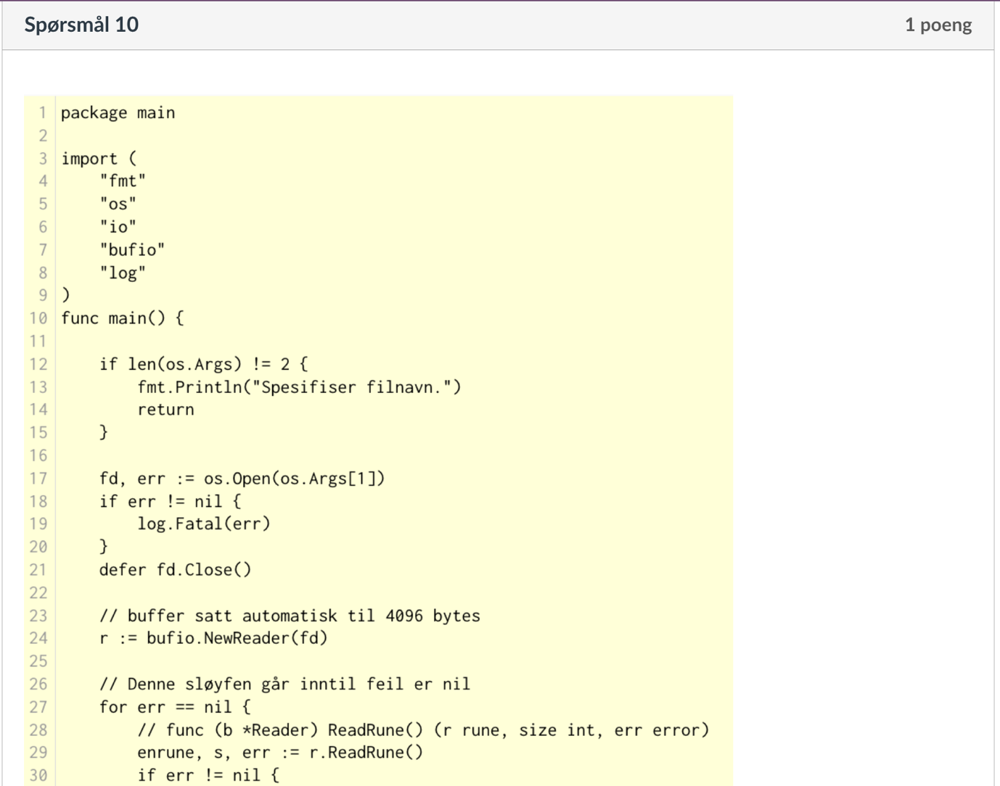 Spørsmål 10
1 poeng
1 package main
2
3 import (
4     "fmt"
5     "os"
6     "io"
7     "bufio"
8     "log"
9 )
10 func main() {
11
12     if len(os.Args) != 2 {
13         fmt.Println("Spesifiser filnavn.")
14         return
15     }
16
17     fd, err := os.Open(os.Args[1])
18     if err != nil {
19         log.Fatal(err)
20     }
21     defer fd.Close()
22
23     // buffer satt automatisk til 4096 bytes
24     r := bufio.NewReader(fd)
25
26     // Denne sløyfen går inntil feil er nil
27     for err == nil {
28         // func (b *Reader) ReadRune() (r rune, size int, err error)
29         enrune, s, err := r.ReadRune()
30         if err != nil {